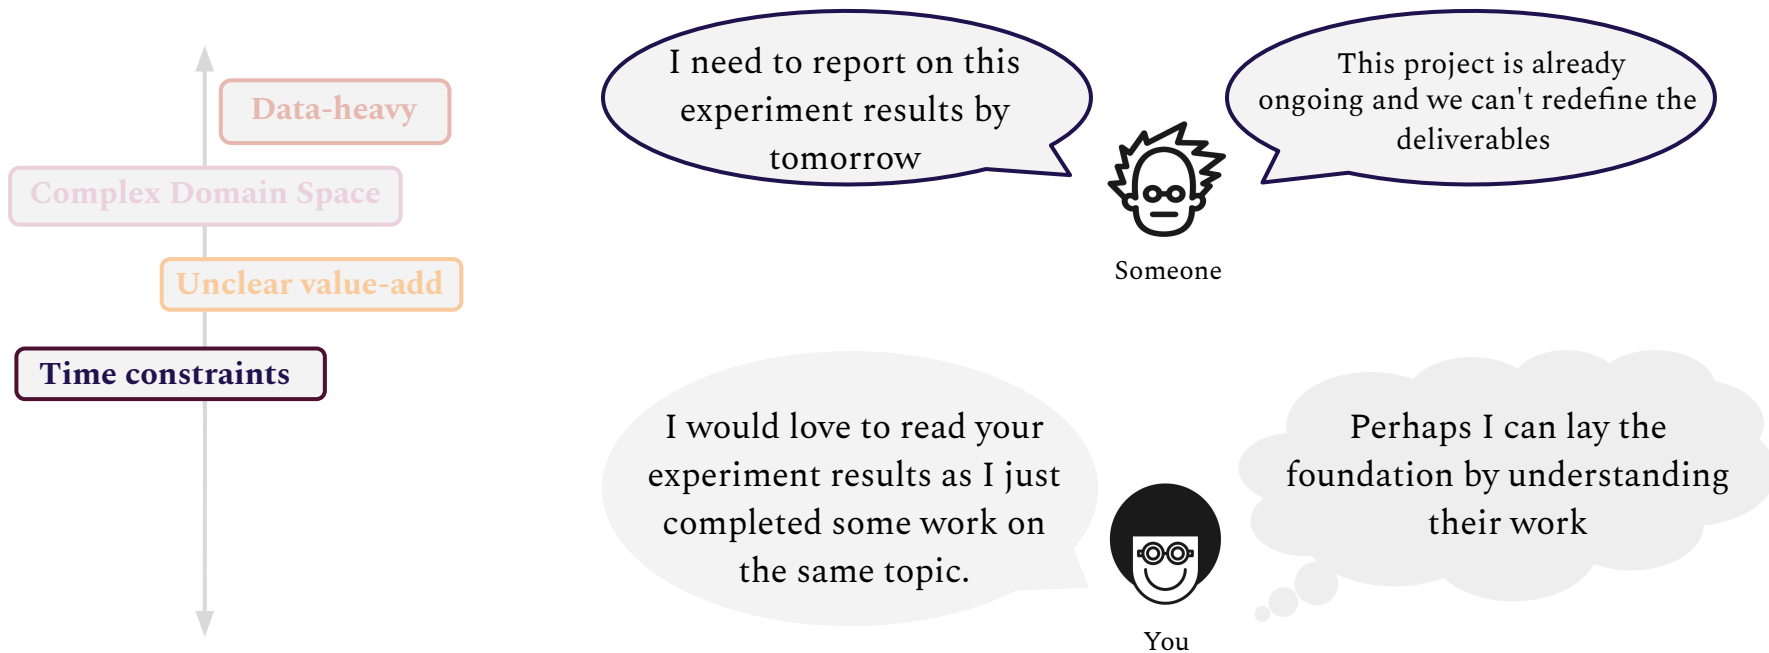 Data-heavy
Complex Domain Space
Unclear value-add
Time constraints
I need to report on this
experiment results by
tomorrow
This project is already
ongoing and we can't redefine the
deliverables
Someone
I would love to read your
experiment results as I just
completed some work on
the same topic.
Perhaps I can lay the
foundation by understanding
their work
You